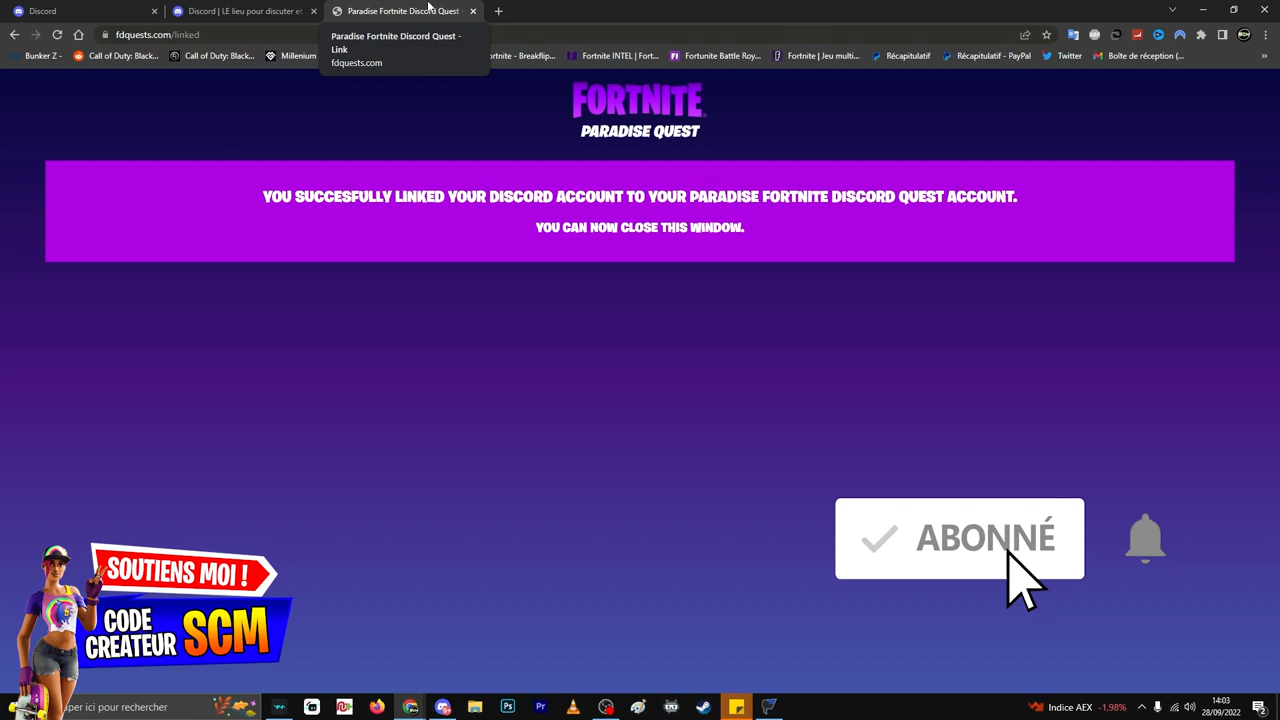 Discord
Discord | LE lieu pour discuter et
Paradise Fortnite Discord Quest
fdquests.com/linked
Paradise Fortnite Discord Quest -
Link
fdquests.com
Bunker Z -
Call of Duty: Black...
Call of Duty: Black...
Millenium
Fortnite - Breakflip...
Fortnite INTEL | Fort...
Fortunite Battle Roy...
Fortnite | Jeu multi...
Récapitulatif
Récapitulatif - PayPal
Twitter
Boîte de réception (...
»
FORTNITE
PARADISE QUEST
YOU SUCCESFULLY LINKED YOUR DISCORD ACCOUNT TO YOUR PARADISE FORTNITE DISCORD QUEST ACCOUNT.
YOU CAN NOW CLOSE THIS WINDOW.
ABONNÉ
SOUTIENS MOI !
CODE
CREATEUR SCM
aper ici pour rechercher
Indice AEX -1,98%
14:03
28/09/2022